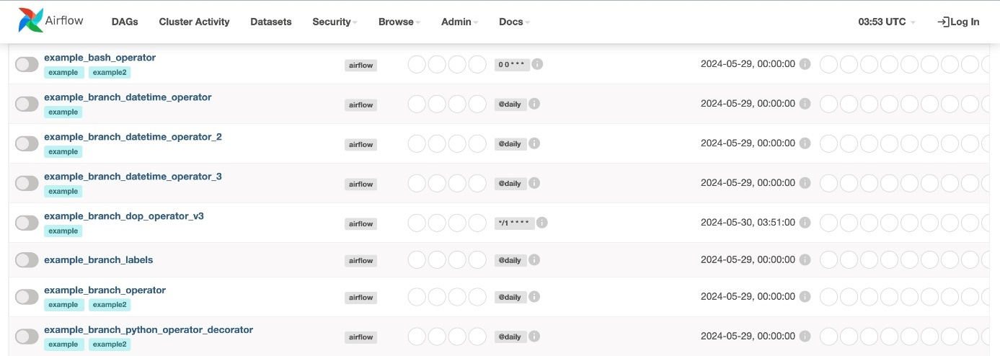 Airflow DAGs Cluster Activity Datasets Security Browse Admin Docs 03:53 UTC Log In
example_bash_operator
example example2
airflow
0 0 * * *
2024-05-29, 00:00:00
example_branch_datetime_operator
example
airflow
@daily
2024-05-29, 00:00:00
example_branch_datetime_operator_2
example
airflow
@daily
2024-05-29, 00:00:00
example_branch_datetime_operator_3
example
airflow
@daily
2024-05-29, 00:00:00
example_branch_dop_operator_v3
example
airflow
*/1 * * * *
2024-05-30, 03:51:00
example_branch_labels
airflow
@daily
2024-05-29, 00:00:00
example_branch_operator
example example2
airflow
@daily
2024-05-29, 00:00:00
example_branch_python_operator_decorator
example example2
airflow
@daily
2024-05-29, 00:00:00